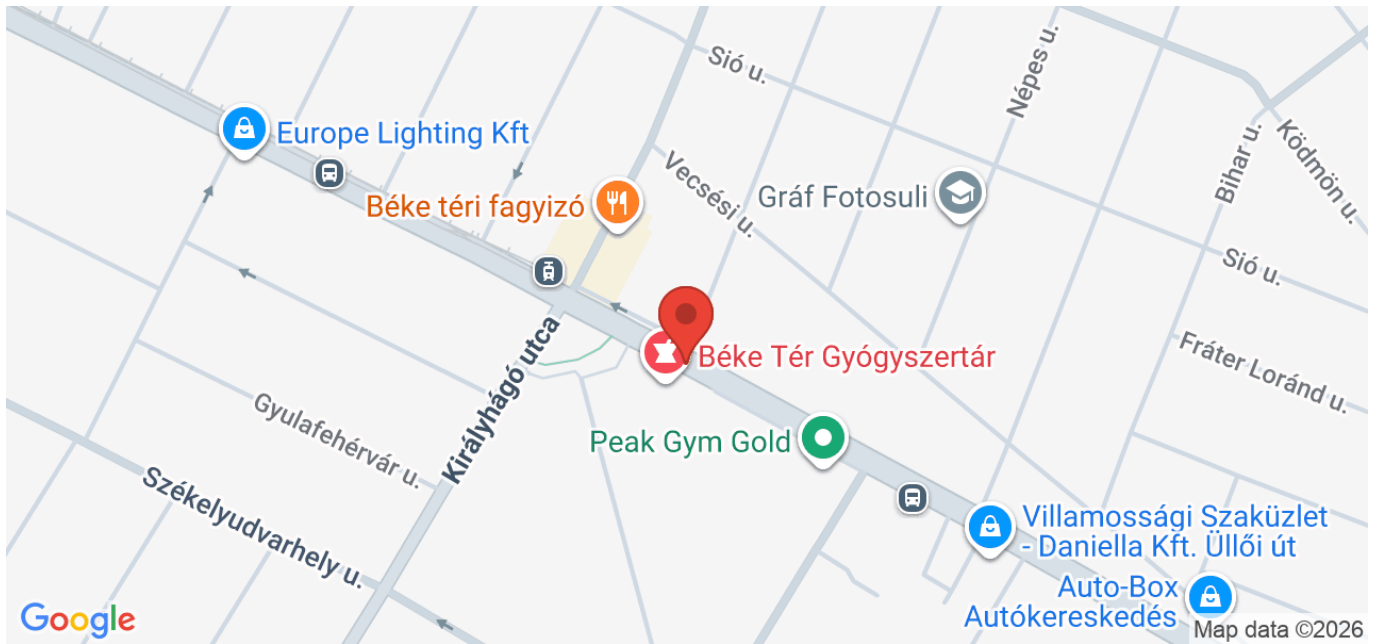 Sió u.
Népes u.
Europe Lighting Kft
Bihar u.
Ködmön u.
Vecsési u.
Béke téri fagyizó
Gráf Fotosuli
Sió u.
Királyhágó utca
Béke Tér Gyógyszertár
Fráter Loránd u.
Gyulafehérvár u.
Peak Gym Gold
Székelyudvarhely u.
Villamossági Szaküzlet
- Daniella Kft. Üllői út
Auto-Box
Autókereskedés
Google
Map data ©2026